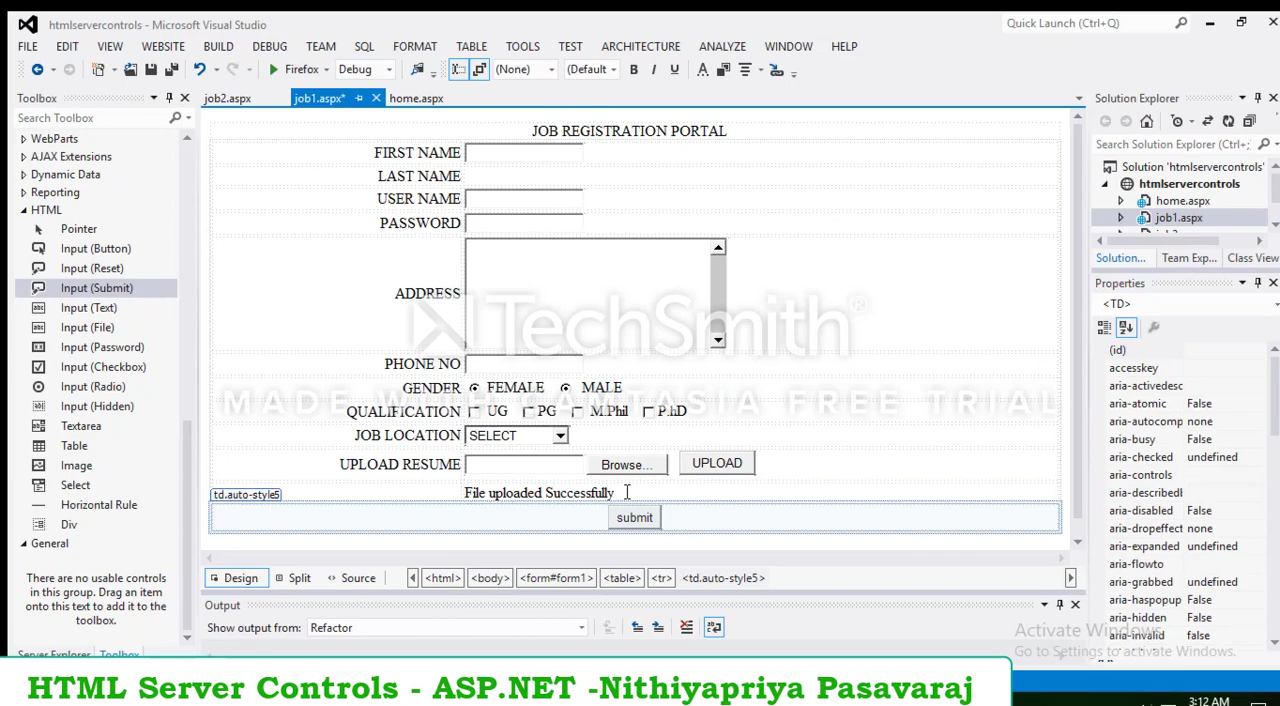 htmlservercontrols - Microsoft Visual Studio
Quick Launch (Ctrl+Q)
FILE EDIT VIEW WEBSITE BUILD DEBUG TEAM SQL FORMAT TABLE TOOLS TEST ARCHITECTURE ANALYZE WINDOW HELP
Firefox Debug (None) (Default B I U A
Toolbox
job2.aspx job1.aspx* home.aspx
Solution Explorer
Search Toolbox
WebParts
AJAX Extensions
Dynamic Data
Reporting
HTML
Pointer
Input (Button)
Input (Reset)
Input (Submit)
Input (Text)
Input (File)
Input (Password)
Input (Checkbox)
Input (Radio)
Input (Hidden)
Textarea
Table
Image
Select
Horizontal Rule
Div
General
There are no usable controls
in this group. Drag an item
onto this text to add it to the
toolbox.
Server Explorer Toolbox
JOB REGISTRATION PORTAL
FIRST NAME
LAST NAME
USER NAME
PASSWORD
ADDRESS
TechSmith®
PHONE NO
GENDER FEMALE MALE
MADE WITH CAMTASIA FREE TRIAL
QUALIFICATION UG PG M.Phil P.hD
JOB LOCATION SELECT
UPLOAD RESUME Browse... UPLOAD
td.auto-style5 File uploaded Successfully
submit
Design Split Source <html> <body> <form#form1> <table> <tr> <td.auto-style5>
Output
Show output from: Refactor
Search Solution Explorer (Ctrl+;
Solution 'htmlservercontrols'
htmlservercontrols
home.aspx
job1.aspx
Solution... Team Exp... Class View
Properties
<TD>
(id)
accesskey
aria-activedesc
aria-atomic False
aria-autocomp none
aria-busy False
aria-checked undefined
aria-controls
aria-described
aria-disabled False
aria-dropeffect none
aria-expanded undefined
aria-flowto
aria-grabbed undefined
aria-haspopup False
aria-hidden False
aria-invalid false
Activate Windows
Go to Settings to activate Windows.
HTML Server Controls - ASP.NET -Nithiyapriya Pasavaraj
3:12 AM